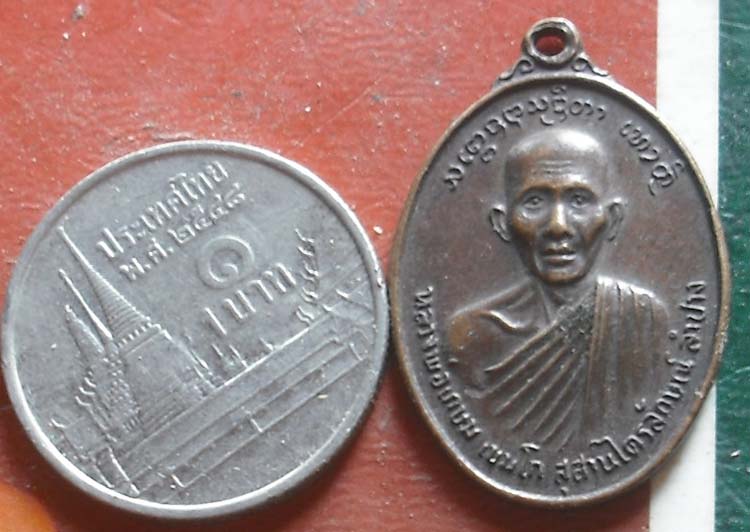 ประเทศไทย
พ.ศ. ๒๕๔๘
๑
บาท
หลวงพ่อเกษม เขมโก สุสานไตรลักษณ์ ลำปาง